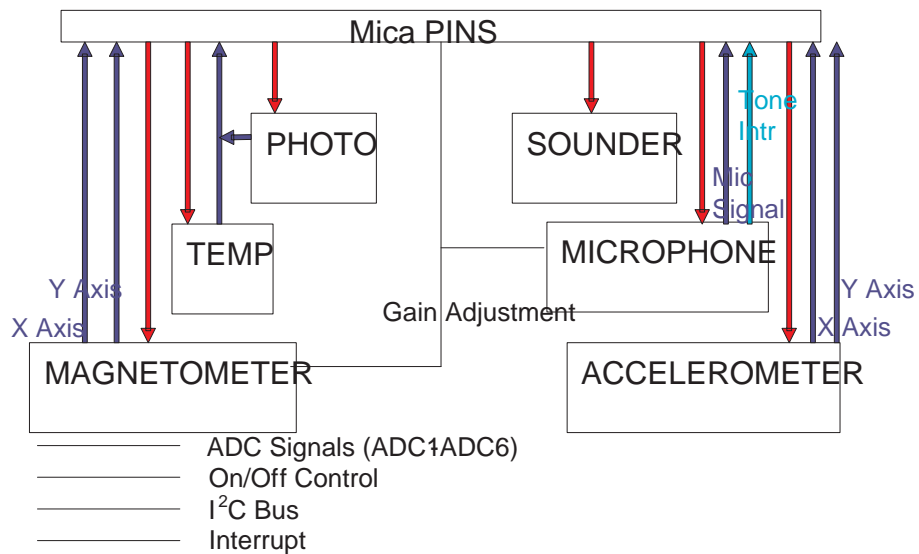 Mica PINS
Tone
Intr
PHOTO
SOUNDER
Mic
Signal
TEMP
MICROPHONE
Y Axis
X Axis
Gain Adjustment
Y Axis
X Axis
MAGNETOMETER
ACCELEROMETER
ADC Signals (ADC1-ADC6)
On/Off Control
I²C Bus
Interrupt